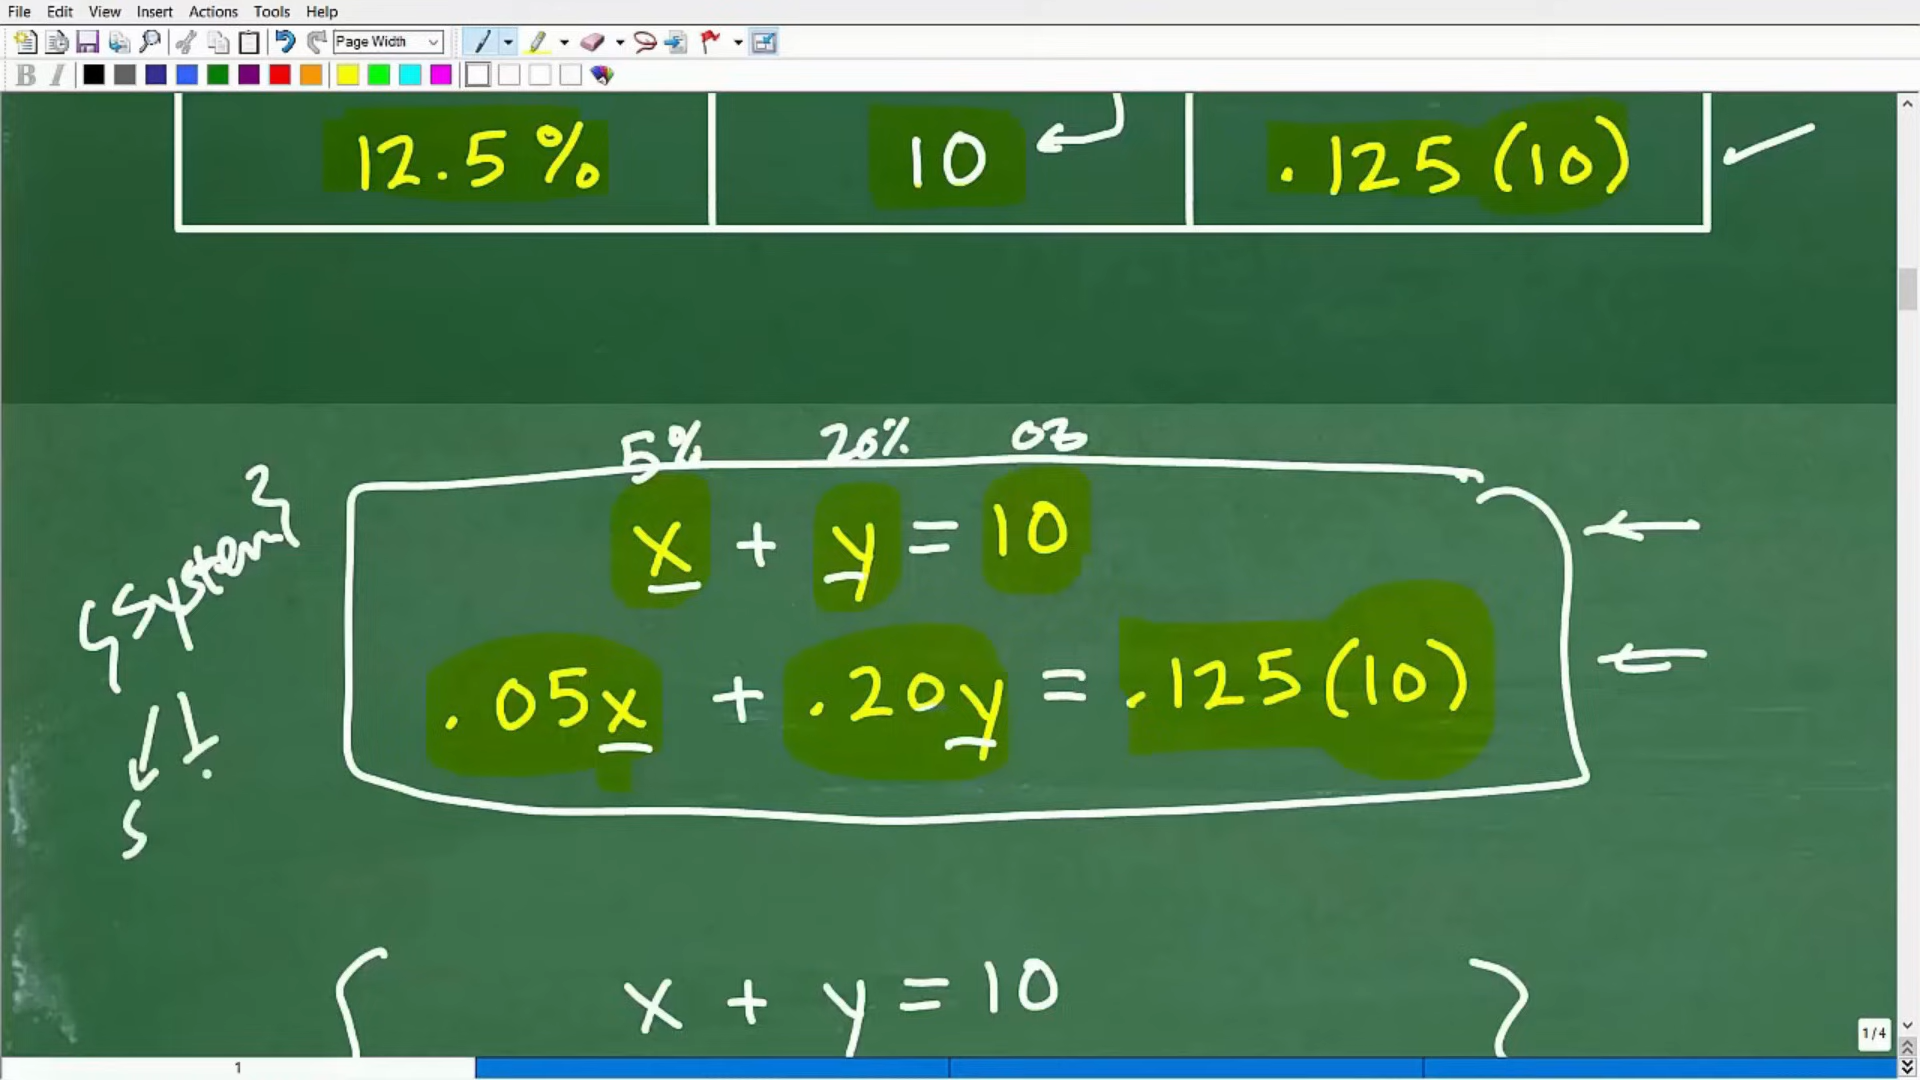 File Edit View Insert Actions Tools Help
Page Width
B I
12.5% 10 .125(10)
5% 20% oz
x + y = 10
{System}
.05x + .20y = .125(10)
S
x + y = 10
1/4
1